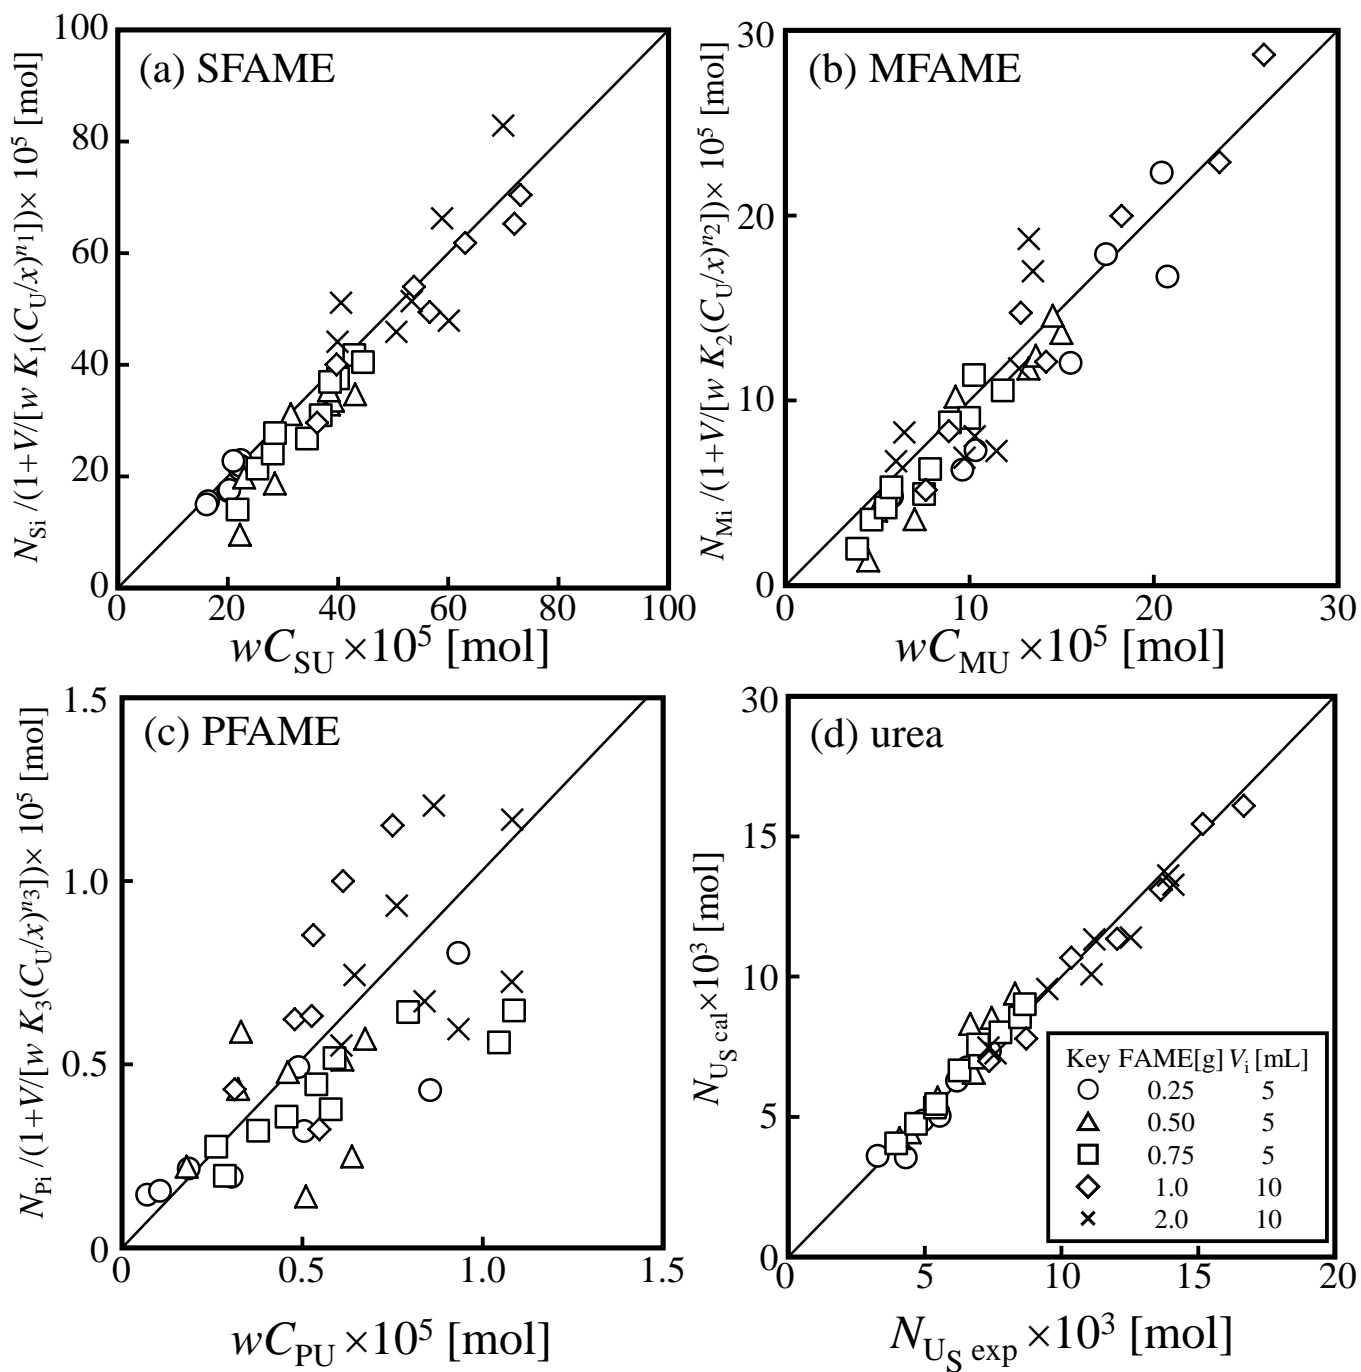 (a) SFAME
N_Si /(1+V/[w K_1(C_U/x)^n1])× 10^5 [mol]
100
80
60
40
20
0
0 20 40 60 80 100
wC_SU ×10^5 [mol]
(b) MFAME
N_Mi /(1+V/[w K_2(C_U/x)^n2])× 10^5 [mol]
30
20
10
0
0 10 20 30
wC_MU ×10^5 [mol]
(c) PFAME
N_Pi /(1+V/[w K_3(C_U/x)^n3])× 10^5 [mol]
1.5
1.0
0.5
0
0 0.5 1.0 1.5
wC_PU ×10^5 [mol]
(d) urea
N_U_S cal×10^3 [mol]
30
15
10
5
0
0 5 10 15 20
N_U_S exp ×10^3 [mol]
Key FAME[g] V_i [mL]
0.25 5
0.50 5
0.75 5
1.0 10
2.0 10